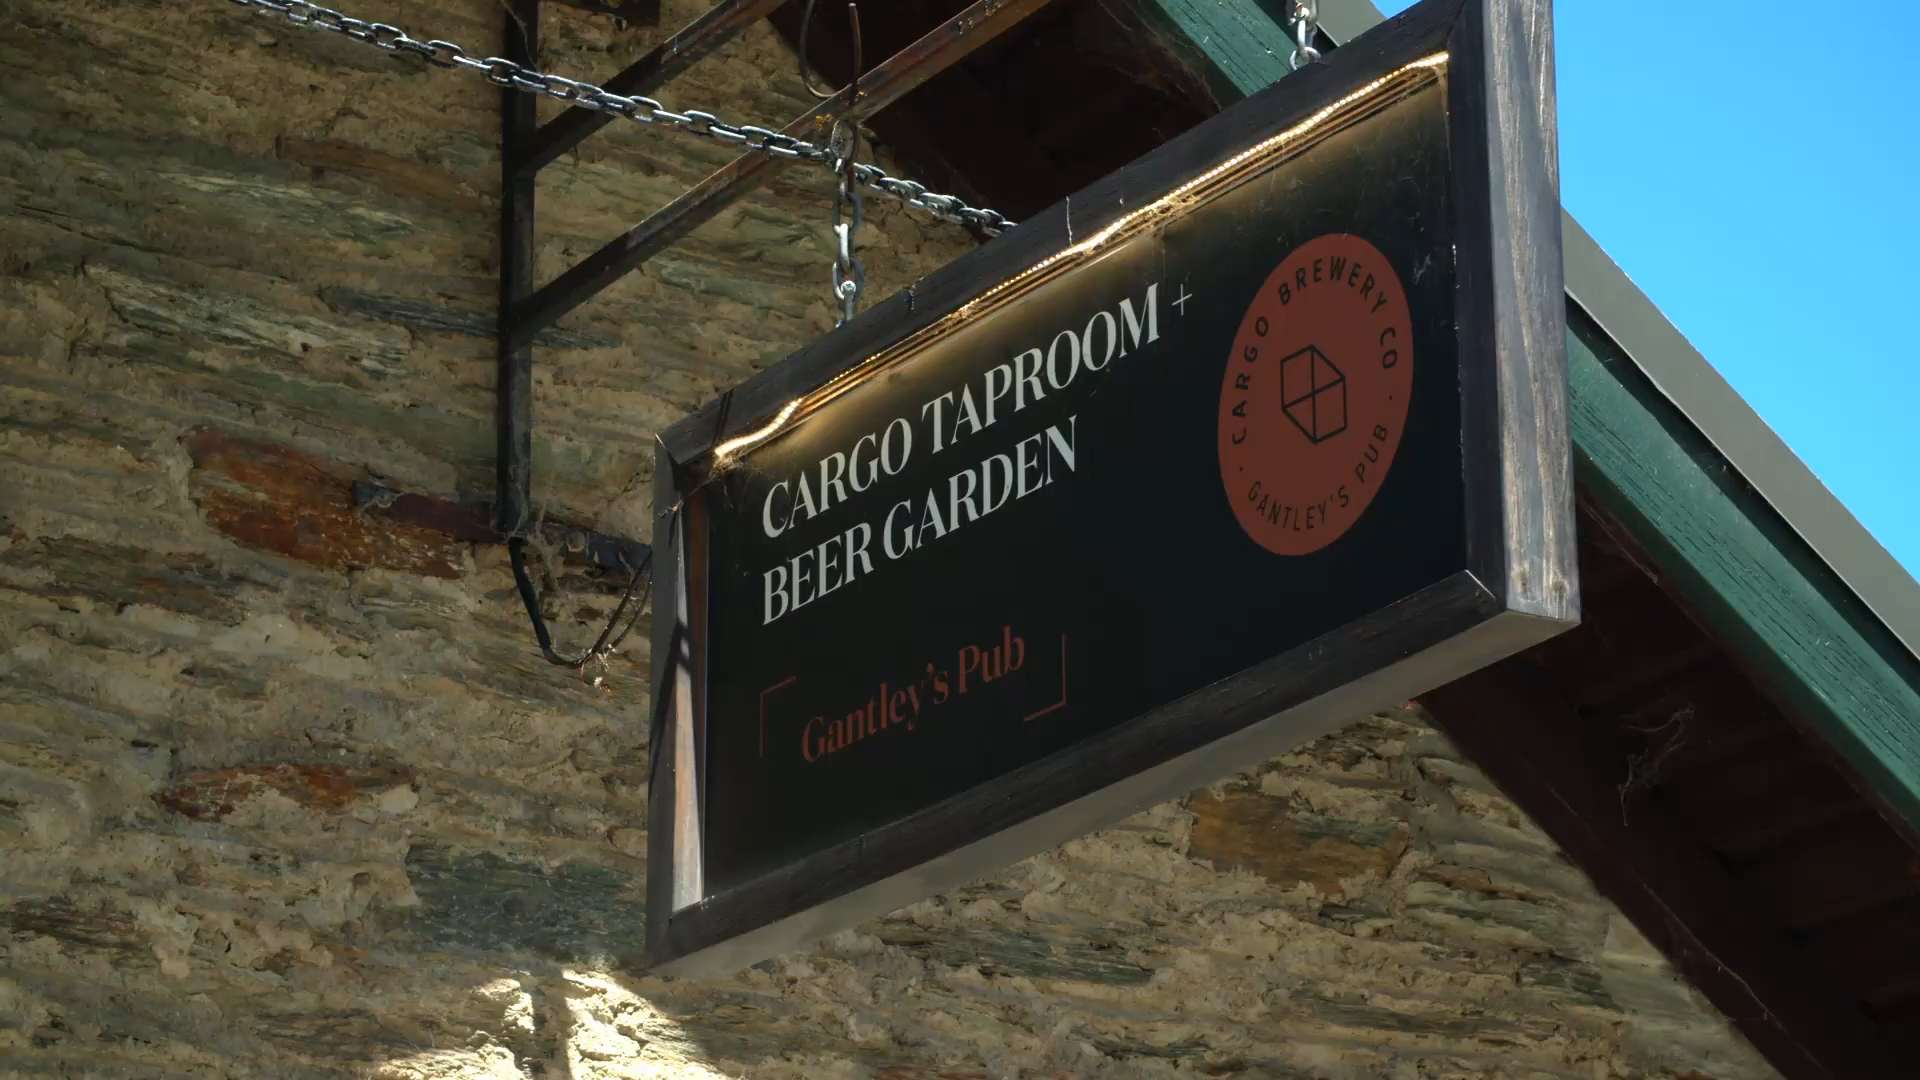 CARGO TAPROOM +
BEER GARDEN
Gantley's Pub
CARGO BREWERY CO
· GANTLEY'S PUB ·